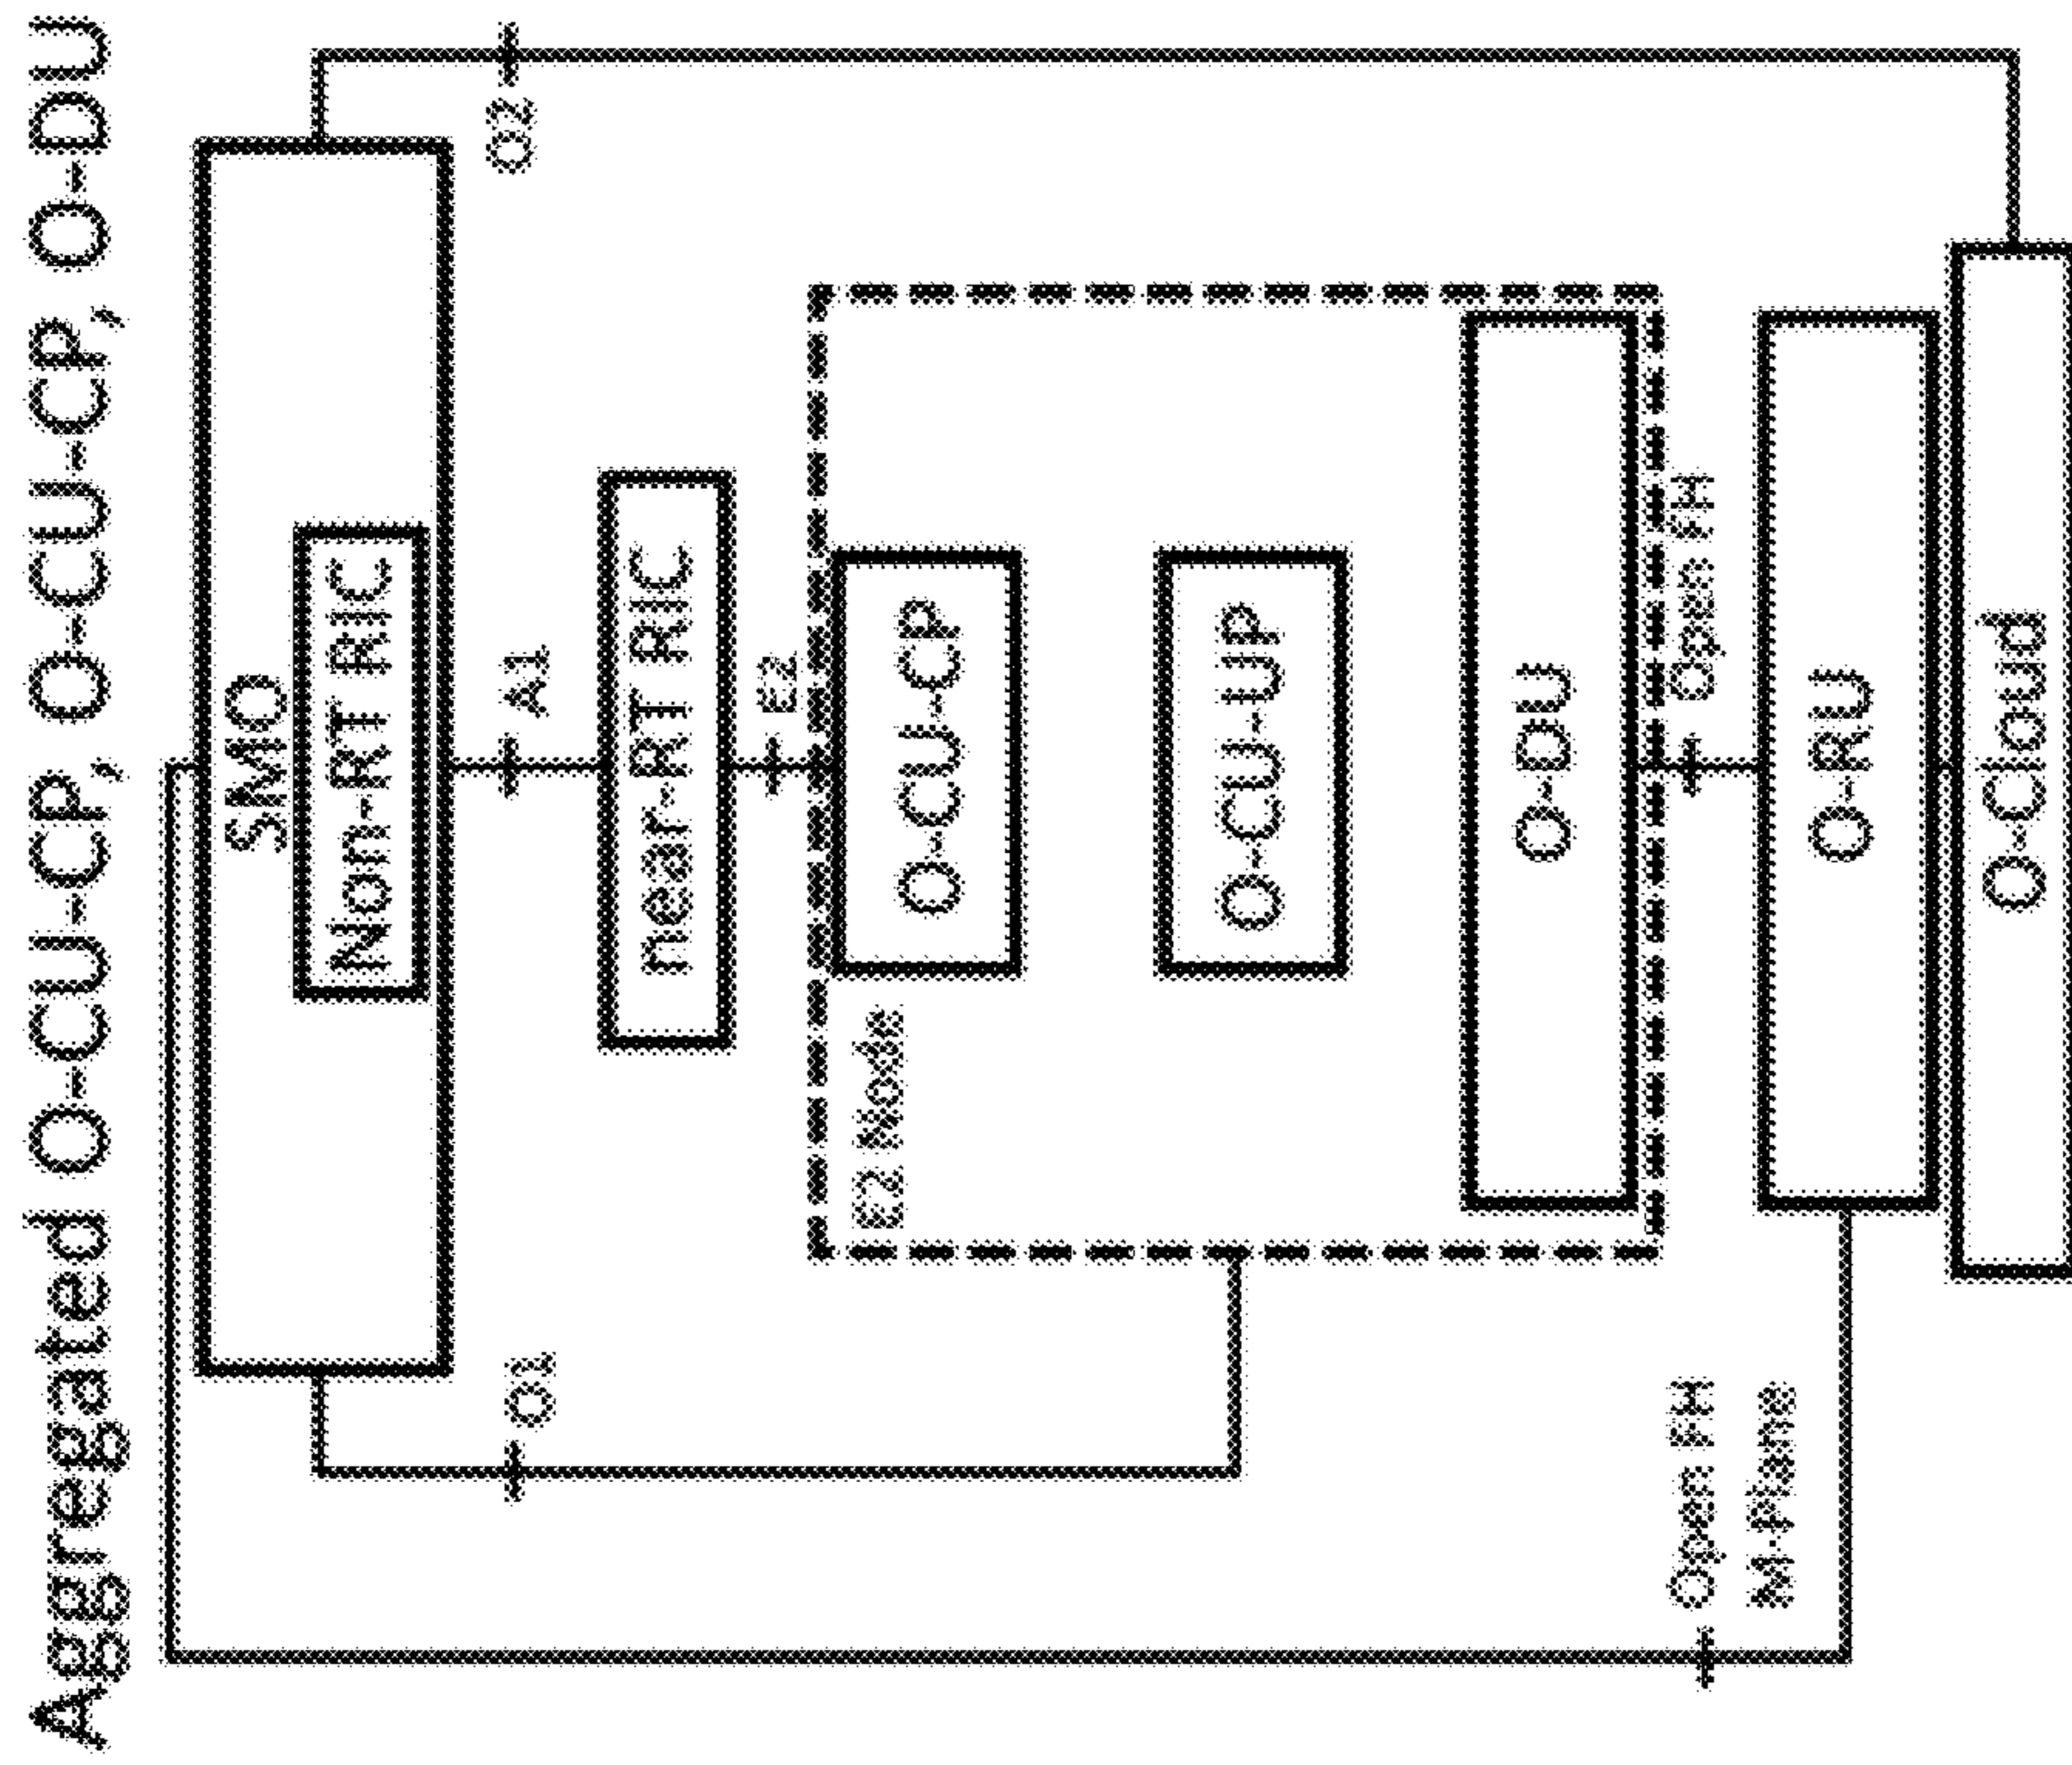 Aggregated O-CU-CP, O-CU-CP, O-DU
SMO
Non-RT RIC
O1
A1
O2
near-RT RIC
E2
E2 Node
O-CU-CP
O-CU-UP
O-DU
Open FH
M-Plane
Open FH
O-RU
O-Cloud